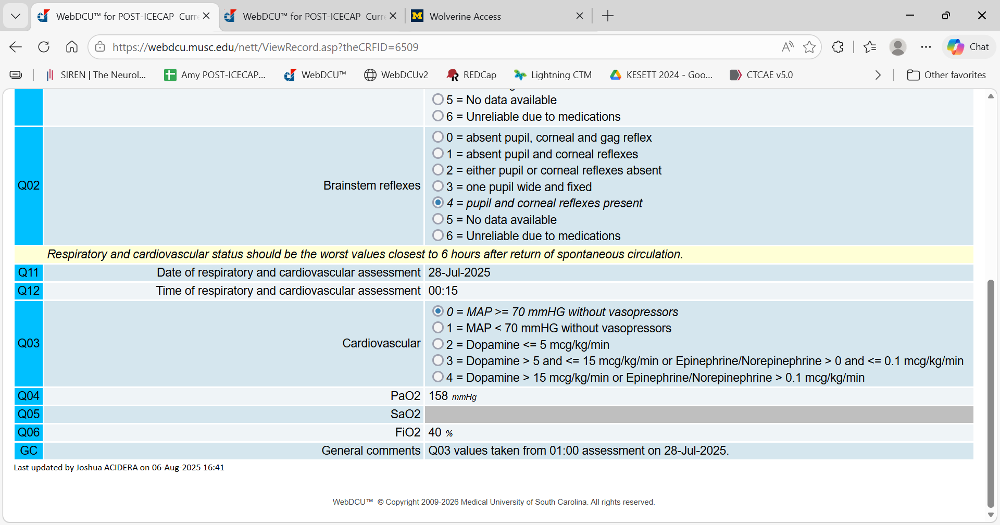 WebDCU™ for POST-ICECAP Curre
WebDCU™ for POST-ICECAP Curre
Wolverine Access
https://webdcu.musc.edu/nett/ViewRecord.asp?theCRFID=6509
Chat
SIREN | The Neurol...
Amy POST-ICECAP...
WebDCU™
WebDCUv2
REDCap
Lightning CTM
KESETT 2024 - Goo...
CTCAE v5.0
Other favorites
5 = No data available
6 = Unreliable due to medications
Q02
Brainstem reflexes
0 = absent pupil, corneal and gag reflex
1 = absent pupil and corneal reflexes
2 = either pupil or corneal reflexes absent
3 = one pupil wide and fixed
4 = pupil and corneal reflexes present
5 = No data available
6 = Unreliable due to medications
Respiratory and cardiovascular status should be the worst values closest to 6 hours after return of spontaneous circulation.
Q11 Date of respiratory and cardiovascular assessment 28-Jul-2025
Q12 Time of respiratory and cardiovascular assessment 00:15
Q03
Cardiovascular
0 = MAP >= 70 mmHG without vasopressors
1 = MAP < 70 mmHG without vasopressors
2 = Dopamine <= 5 mcg/kg/min
3 = Dopamine > 5 and <= 15 mcg/kg/min or Epinephrine/Norepinephrine > 0 and <= 0.1 mcg/kg/min
4 = Dopamine > 15 mcg/kg/min or Epinephrine/Norepinephrine > 0.1 mcg/kg/min
Q04 PaO2 158 mmHg
Q05 SaO2
Q06 FiO2 40 %
GC General comments Q03 values taken from 01:00 assessment on 28-Jul-2025.
Last updated by Joshua ACIDERA on 06-Aug-2025 16:41
WebDCU™ © Copyright 2009-2026 Medical University of South Carolina. All rights reserved.